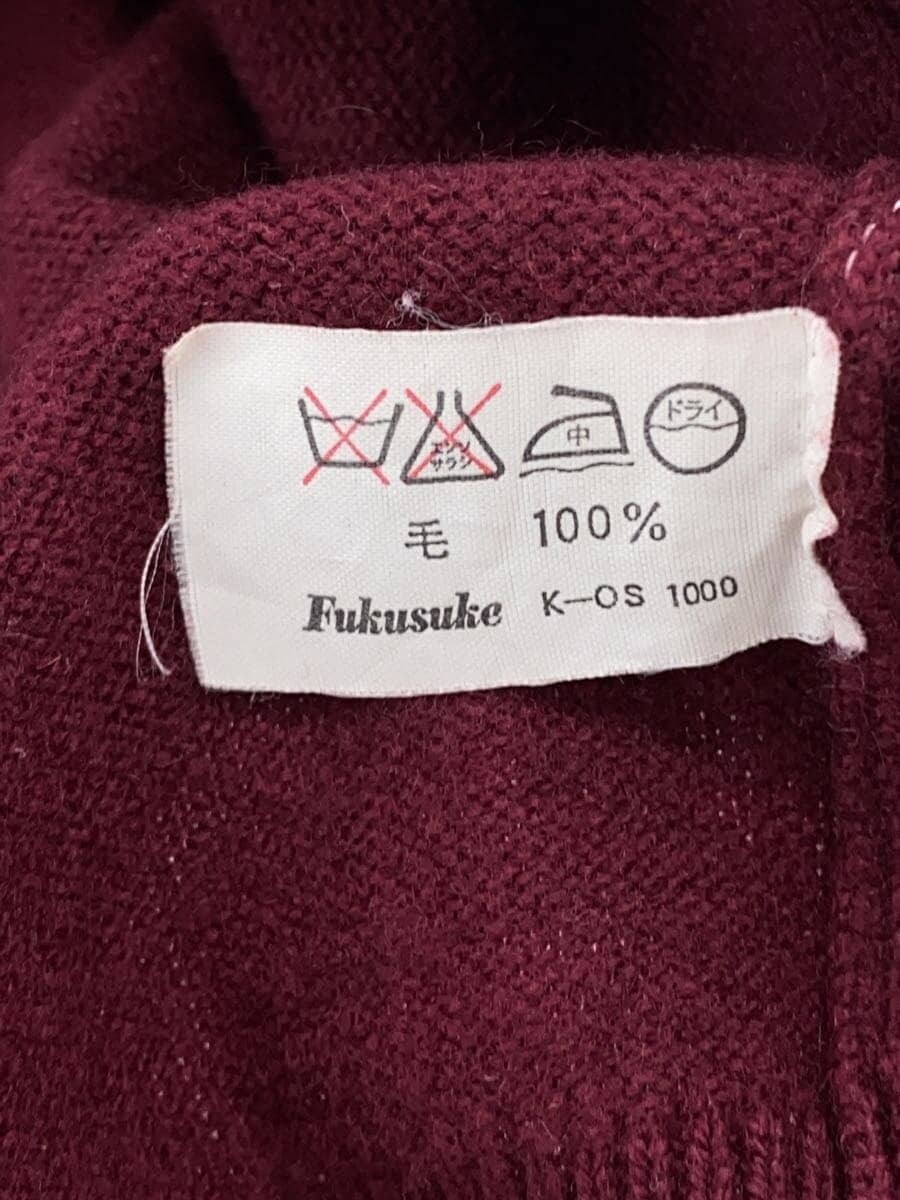 エンソ
サラシ
中
ドライ
毛 100%
Fukusuke K-OS 1000